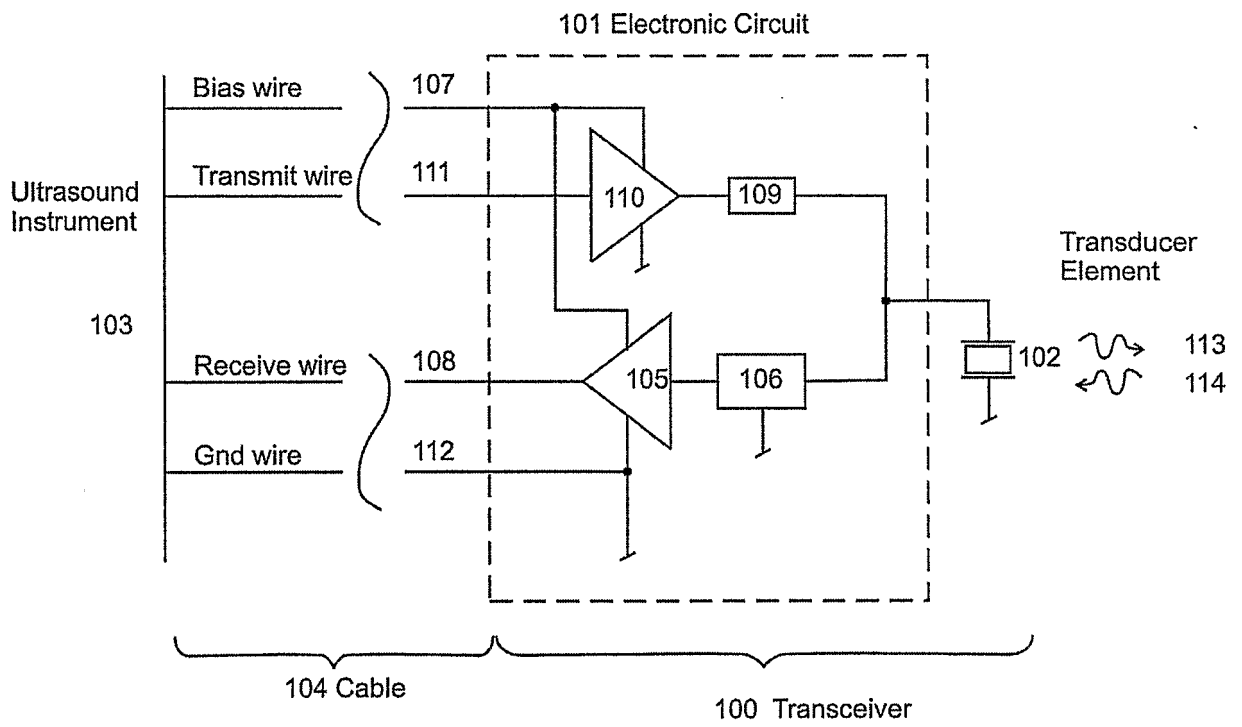 101 Electronic Circuit
Bias wire
107
Transmit wire
111
110
109
Ultrasound
Instrument
Transducer
Element
103
Receive wire
108
105
106
102
113
114
Gnd wire
112
104 Cable
100 Transceiver